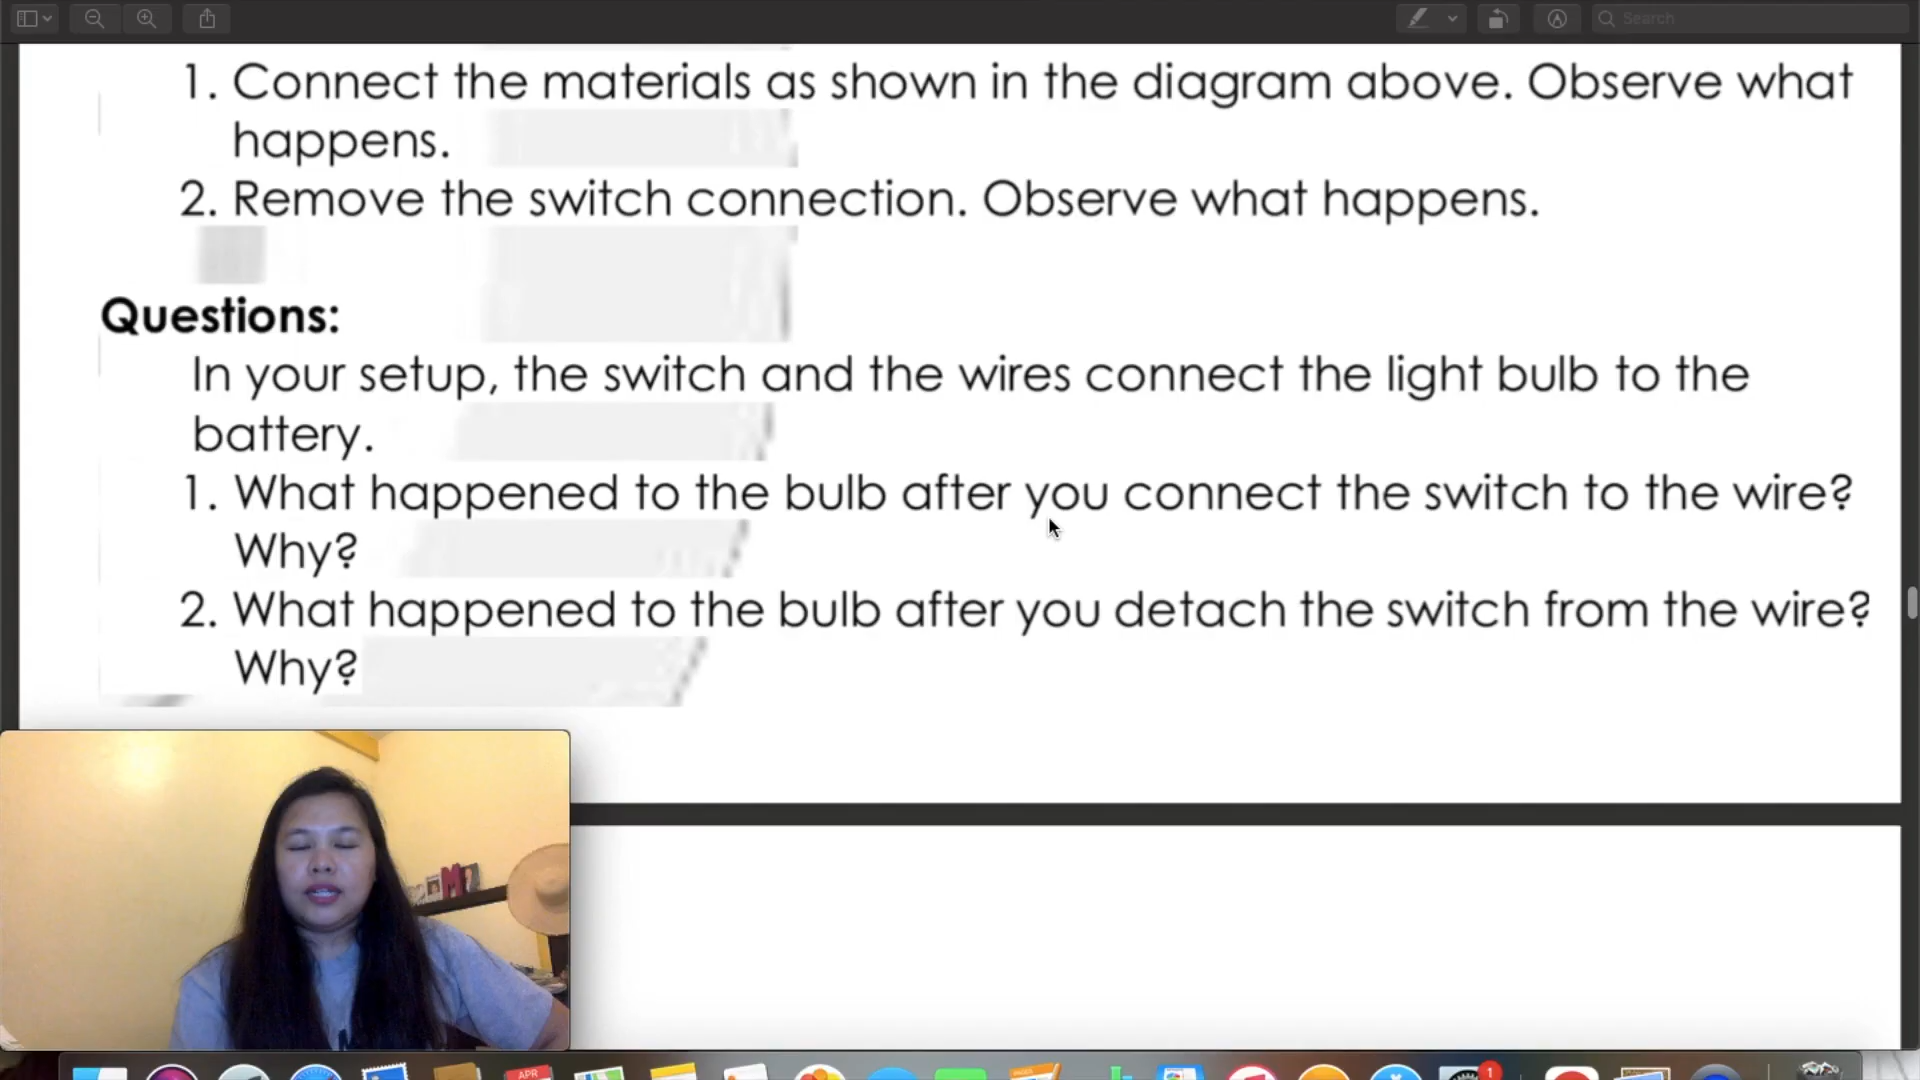 Search
1. Connect the materials as shown in the diagram above. Observe what
happens.
2. Remove the switch connection. Observe what happens.
Questions:
In your setup, the switch and the wires connect the light bulb to the
battery.
1. What happened to the bulb after you connect the switch to the wire?
Why?
2. What happened to the bulb after you detach the switch from the wire?
Why?
M
APR
1